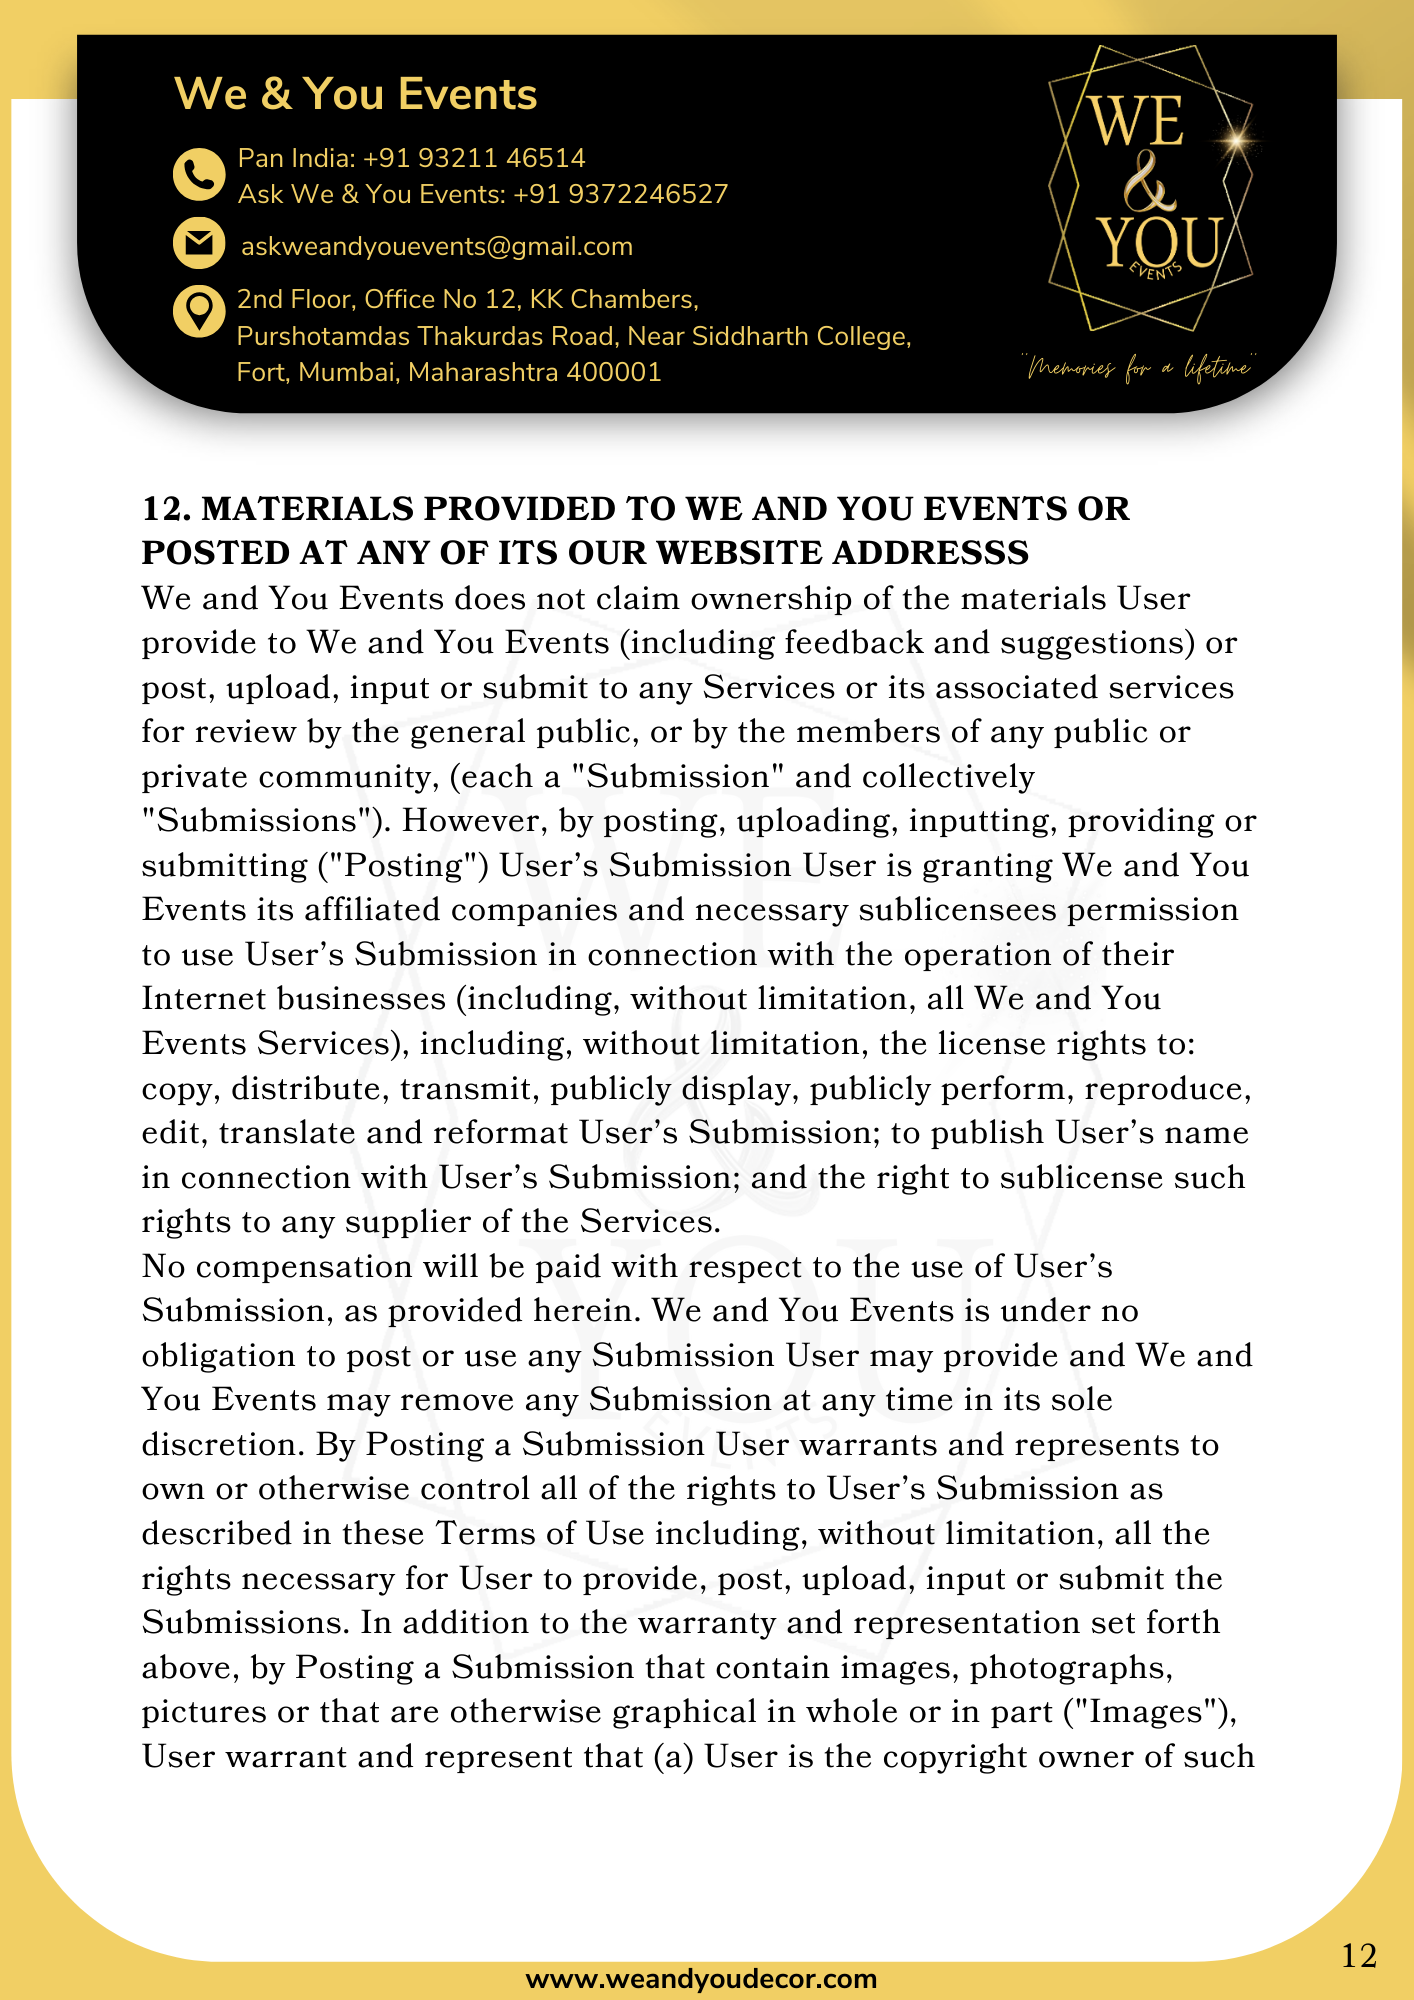 We & You Events
Pan India: +91 93211 46514
Ask We & You Events: +91 9372246527
askweandyouevents@gmail.com
2nd Floor, Office No 12, KK Chambers,
Purshotamdas Thakurdas Road, Near Siddharth College,
Fort, Mumbai, Maharashtra 400001
WE
&
YOU
EVENTS
"Memories for a lifetime"
12. MATERIALS PROVIDED TO WE AND YOU EVENTS OR
POSTED AT ANY OF ITS OUR WEBSITE ADDRESSS
We and You Events does not claim ownership of the materials User
provide to We and You Events (including feedback and suggestions) or
post, upload, input or submit to any Services or its associated services
for review by the general public, or by the members of any public or
private community, (each a "Submission" and collectively
"Submissions"). However, by posting, uploading, inputting, providing or
submitting ("Posting") User’s Submission User is granting We and You
Events its affiliated companies and necessary sublicensees permission
to use User’s Submission in connection with the operation of their
Internet businesses (including, without limitation, all We and You
Events Services), including, without limitation, the license rights to:
copy, distribute, transmit, publicly display, publicly perform, reproduce,
edit, translate and reformat User’s Submission; to publish User’s name
in connection with User’s Submission; and the right to sublicense such
rights to any supplier of the Services.
No compensation will be paid with respect to the use of User’s
Submission, as provided herein. We and You Events is under no
obligation to post or use any Submission User may provide and We and
You Events may remove any Submission at any time in its sole
discretion. By Posting a Submission User warrants and represents to
own or otherwise control all of the rights to User’s Submission as
described in these Terms of Use including, without limitation, all the
rights necessary for User to provide, post, upload, input or submit the
Submissions. In addition to the warranty and representation set forth
above, by Posting a Submission that contain images, photographs,
pictures or that are otherwise graphical in whole or in part ("Images"),
User warrant and represent that (a) User is the copyright owner of such
WE
&
YOU
EVENTS
12
www.weandyoudecor.com